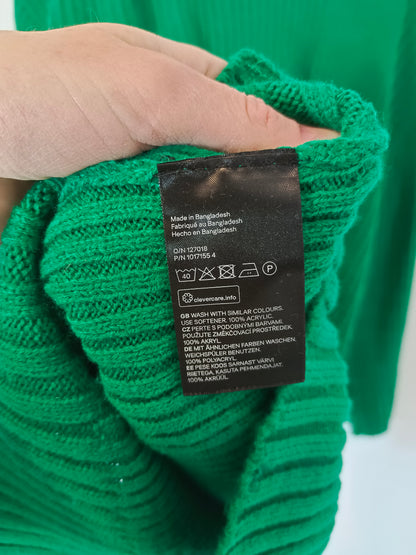 Made in Bangladesh
Fabriqué au Bangladesh
Hecho en Bangladesh
O/N 127018
P/N 1017155 4
40
P
clevercare.info
GB WASH WITH SIMILAR COLOURS.
USE SOFTENER. 100% ACRYLIC.
CZ PERTE S PODOBNÝMI BARVAMI.
POUŽIJTE ZMĚKČOVACÍ PROSTŘEDEK.
100% AKRYL.
DE MIT ÄHNLICHEN FARBEN WASCHEN.
WEICHSPÜLER BENUTZEN.
100% POLYACRYL.
EE PESE KOOS SARNAST VÄRVI
RIIETEGA, KASUTA PEHMENDAJAT.
100% AKRÜÜL.